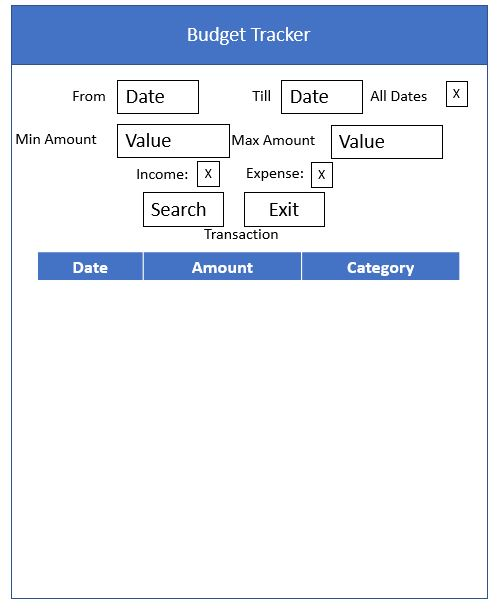 Budget Tracker
From Date Till Date All Dates X
Min Amount Value Max Amount Value
Income: X Expense: X
Search Exit
Transaction
Date Amount Category